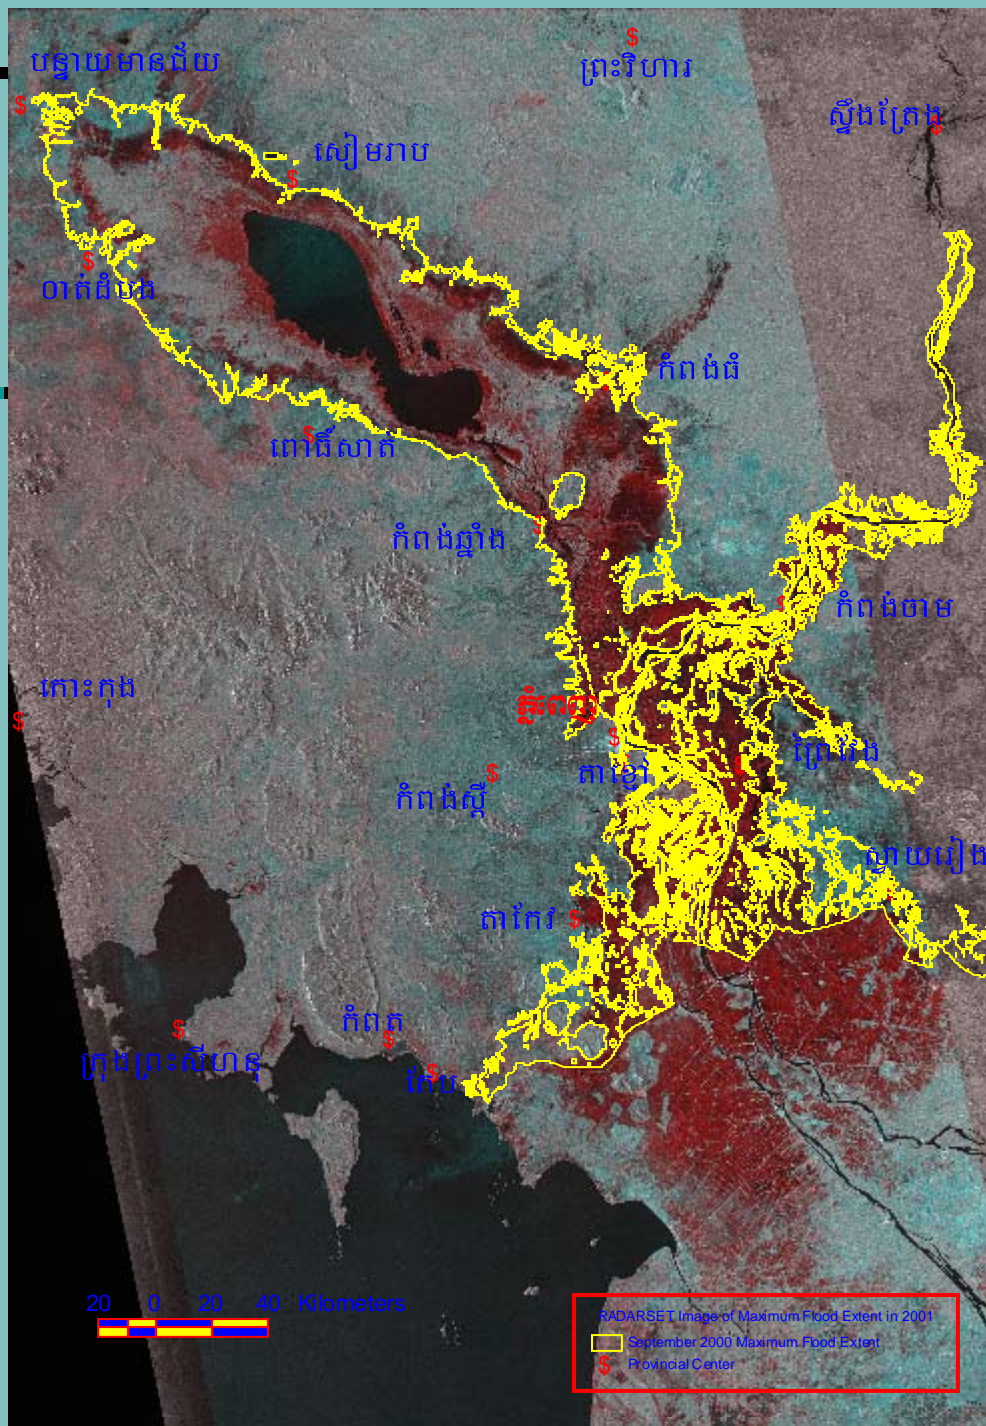 បន្ទាយមានជ័យ
ព្រះវិហារ
ស្ទឹងត្រែង
សៀមរាប
បាត់ដំបង
កំពង់ធំ
ពោធិ៍សាត់
កំពង់ឆ្នាំង
កំពង់ចាម
កោះកុង
ភ្នំពេញ
ព្រៃវែង
តាខ្មៅ
កំពង់ស្ពឺ
ស្វាយរៀង
តាកែវ
កំពត
ក្រុងព្រះសីហនុ
កែប
20 0 20 40 Kilometers
RADARSET Image of Maximum Flood Extent in 2001
September 2000 Maximum Flood Extent
$ Provincial Center